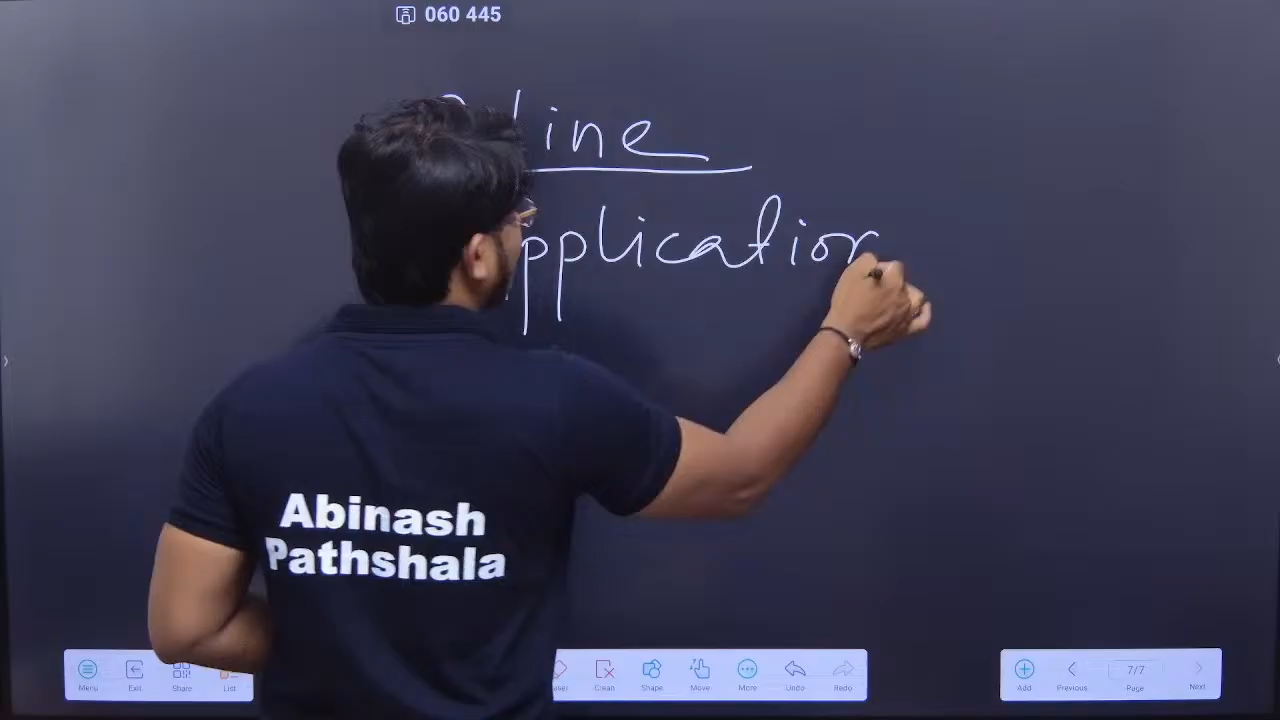 060 445
line
pplication
Abinash
Pathshala
Menu Exit Share List Clean Shape Move More Undo Redo Add Previous 7/7 Page Next